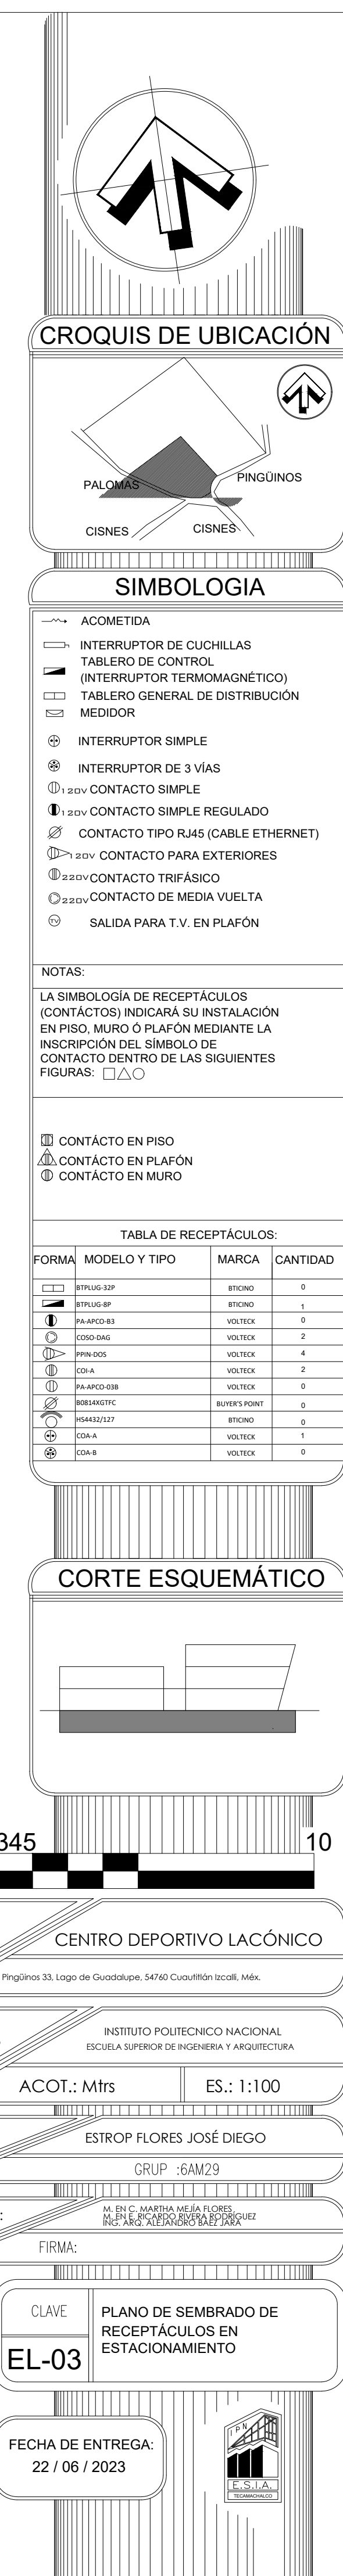 CROQUIS DE UBICACIÓN
PALOMAS
PINGÜINOS
CISNES
CISNES
SIMBOLOGIA
ACOMETIDA
INTERRUPTOR DE CUCHILLAS
TABLERO DE CONTROL
(INTERRUPTOR TERMOMAGNÉTICO)
TABLERO GENERAL DE DISTRIBUCIÓN
MEDIDOR
INTERRUPTOR SIMPLE
INTERRUPTOR DE 3 VÍAS
120V CONTACTO SIMPLE
120V CONTACTO SIMPLE REGULADO
CONTACTO TIPO RJ45 (CABLE ETHERNET)
120V CONTACTO PARA EXTERIORES
220V CONTACTO TRIFÁSICO
220V CONTACTO DE MEDIA VUELTA
TV SALIDA PARA T.V. EN PLAFÓN
NOTAS:
LA SIMBOLOGÍA DE RECEPTÁCULOS
(CONTÁCTOS) INDICARÁ SU INSTALACIÓN
EN PISO, MURO Ó PLAFÓN MEDIANTE LA
INSCRIPCIÓN DEL SÍMBOLO DE
CONTACTO DENTRO DE LAS SIGUIENTES
FIGURAS:
CONTÁCTO EN PISO
CONTÁCTO EN PLAFÓN
CONTÁCTO EN MURO
TABLA DE RECEPTÁCULOS:
FORMA MODELO Y TIPO MARCA CANTIDAD
BTPLUG-32P BTICINO 0
BTPLUG-8P BTICINO 1
PA-APCO-B3 VOLTECK 0
COSO-DAG VOLTECK 2
PPIN-DOS VOLTECK 4
COI-A VOLTECK 2
PA-APCO-03B VOLTECK 0
B0814XGTFC BUYER'S POINT 0
HS4432/127 BTICINO 0
COA-A VOLTECK 1
COA-B VOLTECK 0
CORTE ESQUEMÁTICO
345 10
CENTRO DEPORTIVO LACÓNICO
Pingüinos 33, Lago de Guadalupe, 54760 Cuautitlán Izcalli, Méx.
INSTITUTO POLITECNICO NACIONAL
ESCUELA SUPERIOR DE INGENIERIA Y ARQUITECTURA
ACOT.: Mtrs ES.: 1:100
ESTROP FLORES JOSÉ DIEGO
GRUP :6AM29
M. EN C. MARTHA MEJÍA FLORES
M. EN E. RICARDO RIVERA RODRÍGUEZ
ING. ARQ. ALEJANDRO BÁEZ JARA
FIRMA:
CLAVE
EL-03
PLANO DE SEMBRADO DE
RECEPTÁCULOS EN
ESTACIONAMIENTO
FECHA DE ENTREGA:
22 / 06 / 2023
IPN
E.S.I.A.
TECAMACHALCO